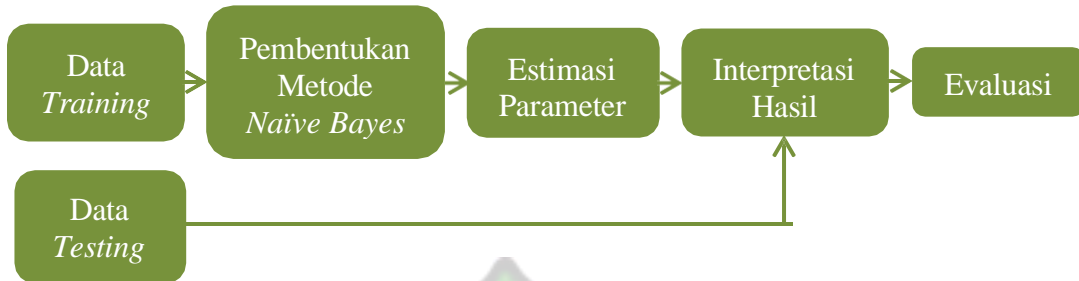 Data
Training
Pembentukan
Metode
Naïve Bayes
Estimasi
Parameter
Interpretasi
Hasil
Evaluasi
Data
Testing